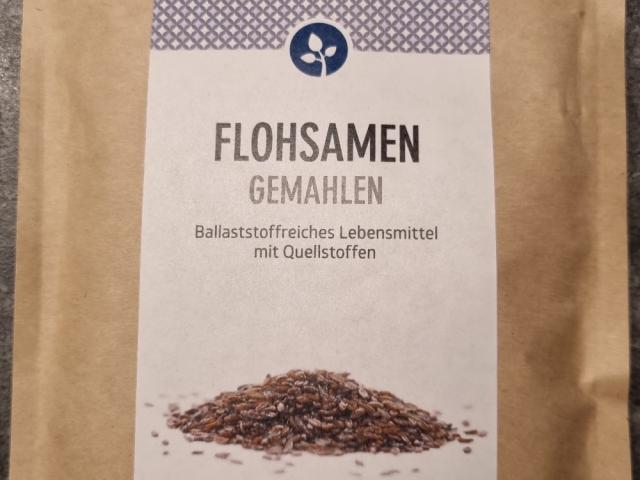 FLOHSAMEN
GEMAHLEN
Ballaststoffreiches Lebensmittel
mit Quellstoffen